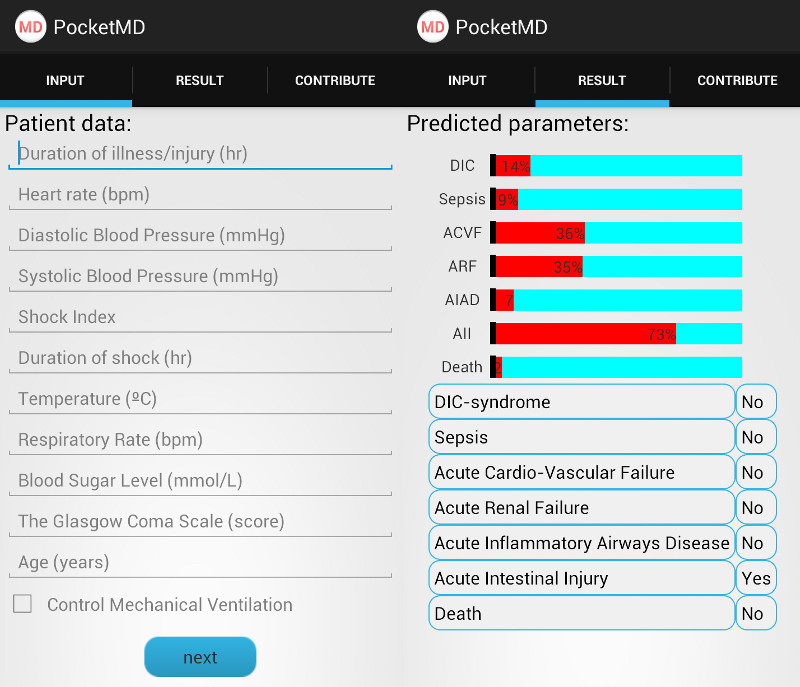 MD PocketMD
INPUT RESULT CONTRIBUTE
Patient data:
Duration of illness/injury (hr)
Heart rate (bpm)
Diastolic Blood Pressure (mmHg)
Systolic Blood Pressure (mmHg)
Shock Index
Duration of shock (hr)
Temperature (ºC)
Respiratory Rate (bpm)
Blood Sugar Level (mmol/L)
The Glasgow Coma Scale (score)
Age (years)
Control Mechanical Ventilation
next
MD PocketMD
INPUT RESULT CONTRIBUTE
Predicted parameters:
DIC 14%
Sepsis 9%
ACVF 36%
ARF 35%
AIAD 7
AII 73%
Death 2
DIC-syndrome No
Sepsis No
Acute Cardio-Vascular Failure No
Acute Renal Failure No
Acute Inflammatory Airways Disease No
Acute Intestinal Injury Yes
Death No